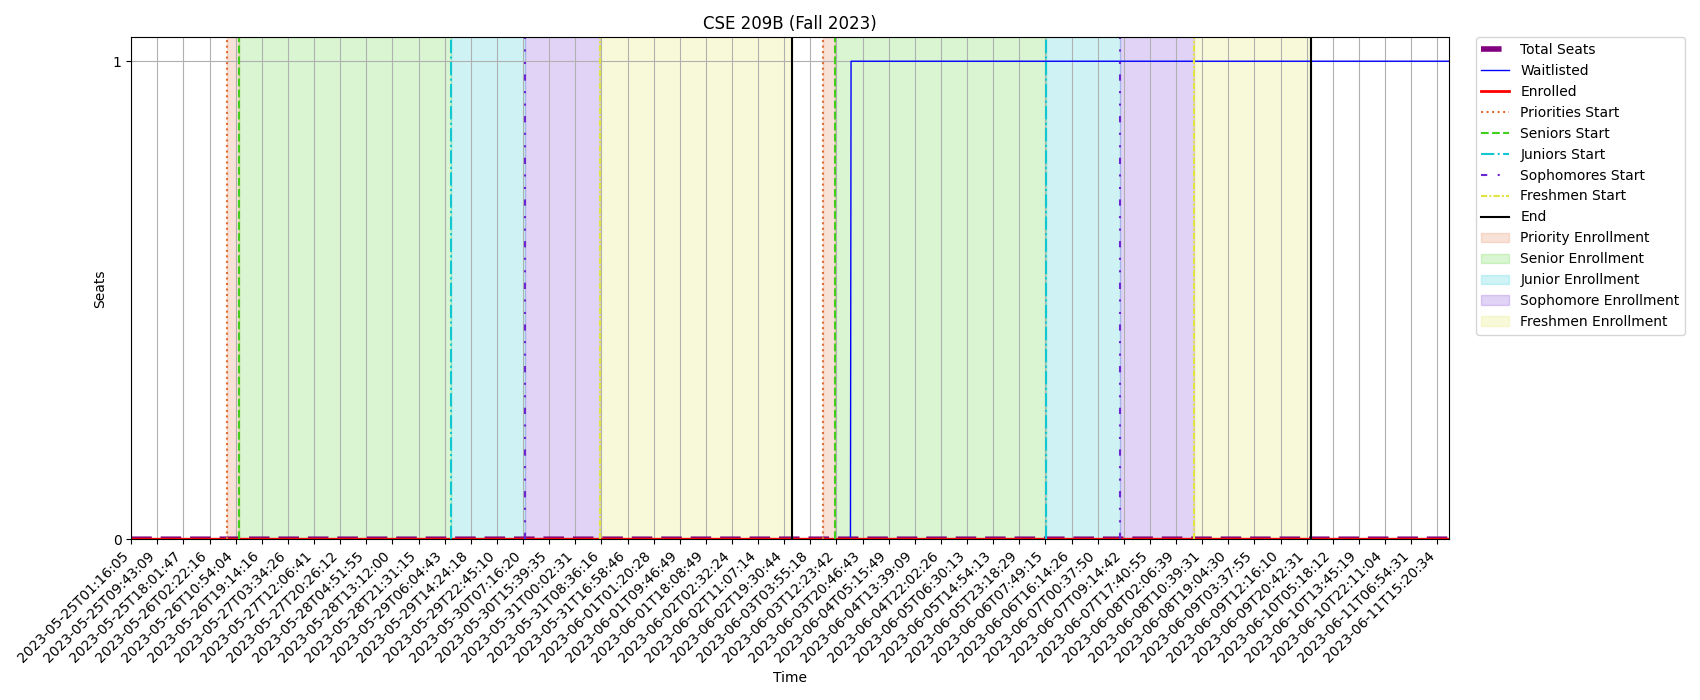 CSE 209B (Fall 2023)
Seats
1
0
2023-05-25T01:16:05
2023-05-25T09:43:09
2023-05-25T18:01:47
2023-05-26T02:22:16
2023-05-26T10:54:04
2023-05-26T19:14:16
2023-05-27T03:34:26
2023-05-27T12:06:41
2023-05-27T20:26:12
2023-05-28T04:51:55
2023-05-28T13:12:00
2023-05-28T21:31:15
2023-05-29T06:04:43
2023-05-29T14:24:18
2023-05-29T22:45:10
2023-05-30T07:16:20
2023-05-30T15:39:35
2023-05-31T00:02:31
2023-05-31T08:36:16
2023-05-31T16:58:46
2023-06-01T01:20:28
2023-06-01T09:46:49
2023-06-01T18:08:49
2023-06-02T02:32:24
2023-06-02T11:07:14
2023-06-02T19:30:44
2023-06-03T03:55:18
2023-06-03T12:23:42
2023-06-03T20:46:43
2023-06-04T05:15:49
2023-06-04T13:39:09
2023-06-04T22:02:26
2023-06-05T06:30:13
2023-06-05T14:54:13
2023-06-05T23:18:29
2023-06-06T07:49:15
2023-06-06T16:14:26
2023-06-07T00:37:50
2023-06-07T09:14:42
2023-06-07T17:40:55
2023-06-08T02:06:39
2023-06-08T10:39:31
2023-06-08T19:04:30
2023-06-09T03:37:55
2023-06-09T12:16:10
2023-06-09T20:42:31
2023-06-10T05:18:12
2023-06-10T13:45:19
2023-06-10T22:11:04
2023-06-11T06:54:31
2023-06-11T15:20:34
Time
Total Seats
Waitlisted
Enrolled
Priorities Start
Seniors Start
Juniors Start
Sophomores Start
Freshmen Start
End
Priority Enrollment
Senior Enrollment
Junior Enrollment
Sophomore Enrollment
Freshmen Enrollment